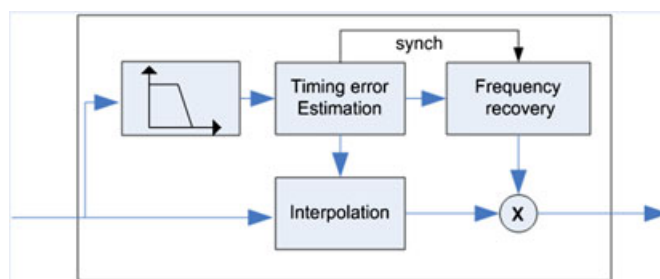 synch
Timing error
Estimation
Frequency
recovery
Interpolation
X